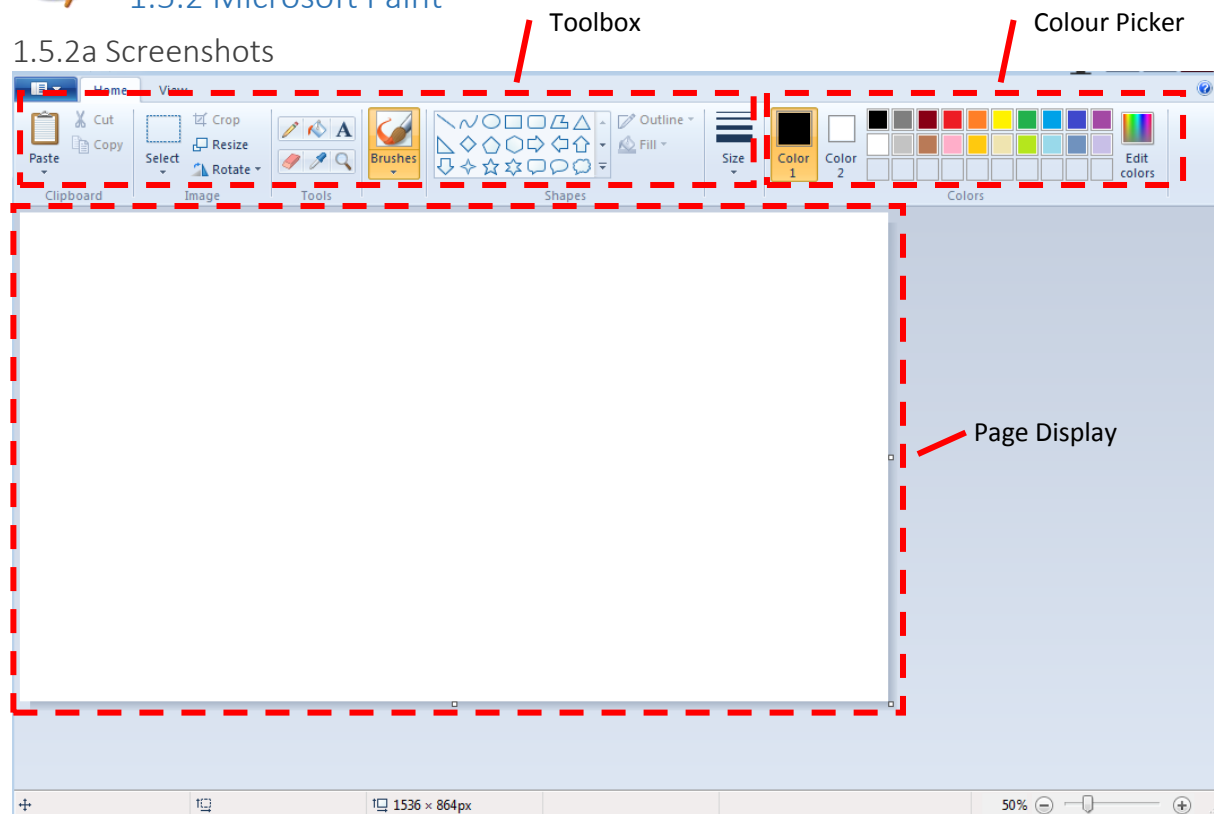 1.5.2 Microsoft Paint
Toolbox
Colour Picker
1.5.2a Screenshots
Home View
Cut
Copy
Paste
Clipboard
Select
Crop
Resize
Rotate
Image
A
Tools
Brushes
Outline
Fill
Shapes
Size
Color 1
Color 2
Edit colors
Colors
Page Display
1536 × 864px
50%